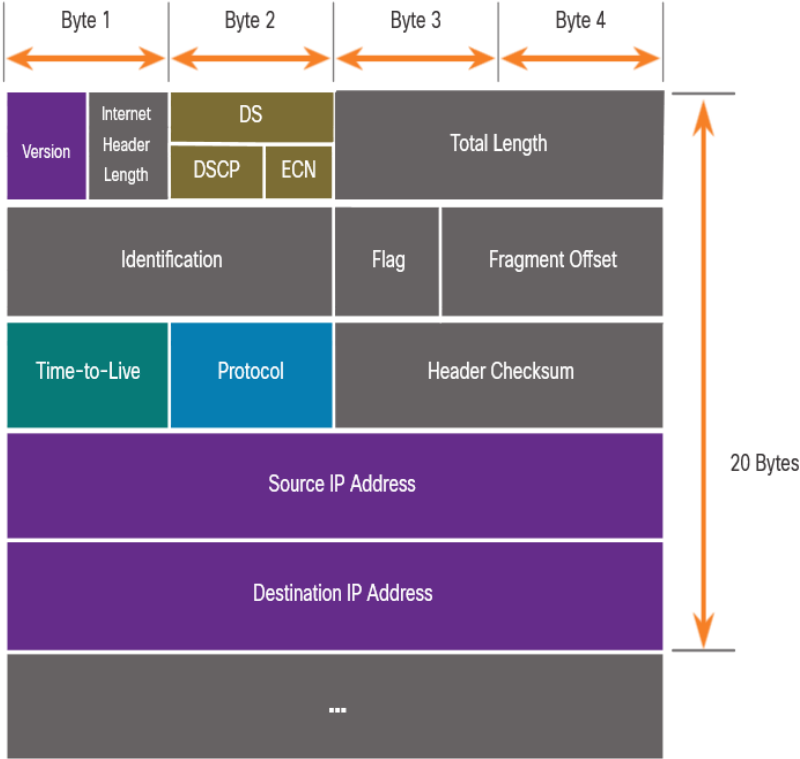 Byte 1 Byte 2 Byte 3 Byte 4
Version
Internet
Header
Length
DS
DSCP ECN
Total Length
Identification Flag Fragment Offset
Time-to-Live Protocol Header Checksum
Source IP Address
20 Bytes
Destination IP Address
...